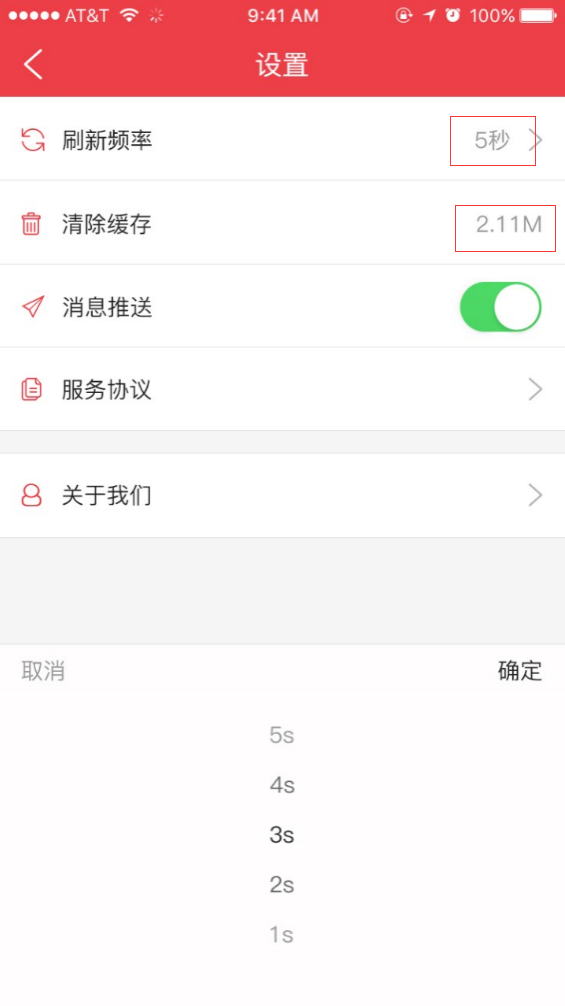 AT&T 9:41 AM 100%
设置
刷新频率 5秒
清除缓存 2.11M
消息推送
服务协议
关于我们
取消 确定
5s
4s
3s
2s
1s